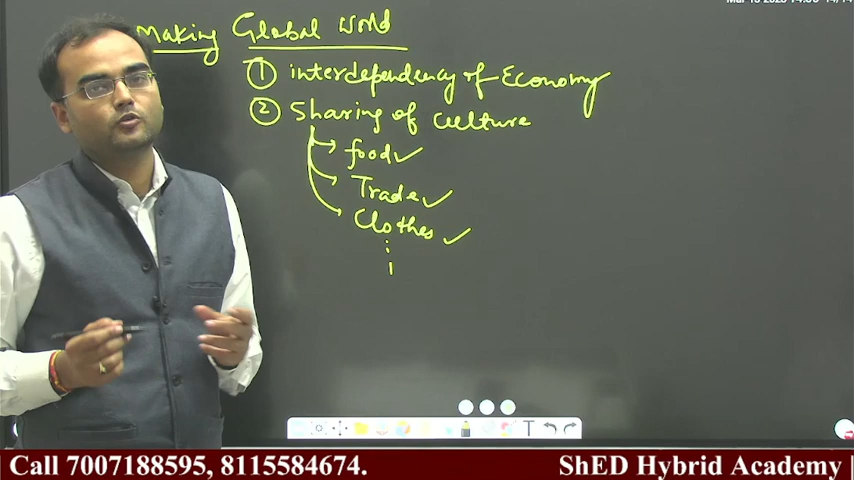 Making Global World
① interdependency of Economy
② Sharing of culture
food
Trade
Clothes
T
Call 7007188595, 8115584674.
ShED Hybrid Academy